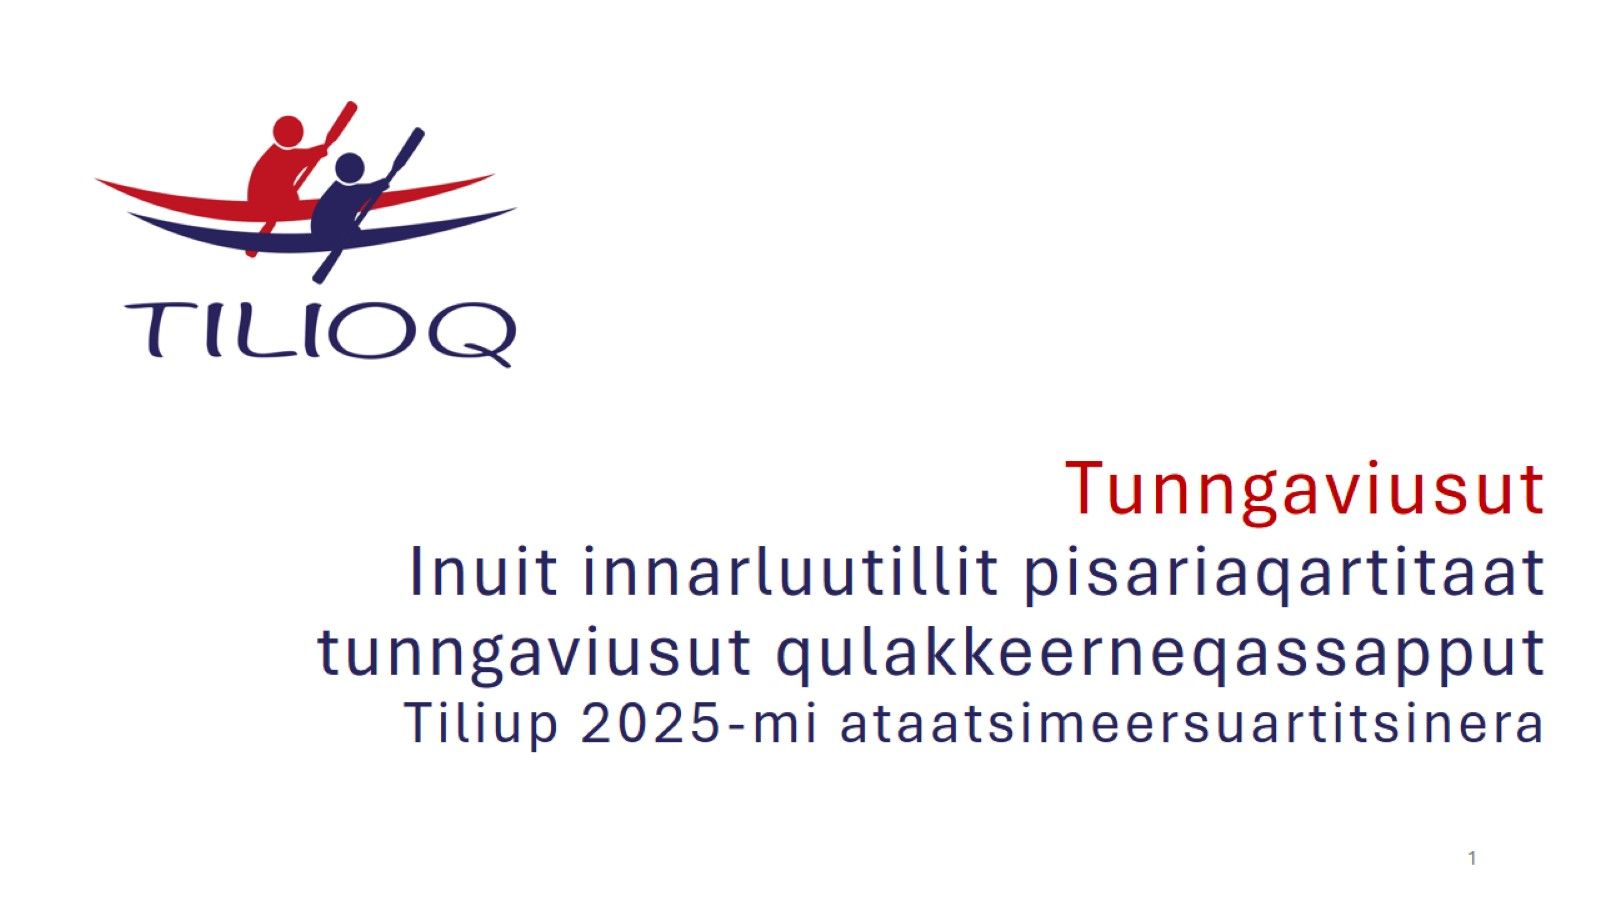 TILIOQ
Tunngaviusut
Inuit innarluutillit pisariaqartitaat
tunngaviusut qulakkeerneqassapput
Tiliup 2025-mi ataatsimeersuartitsinera
1